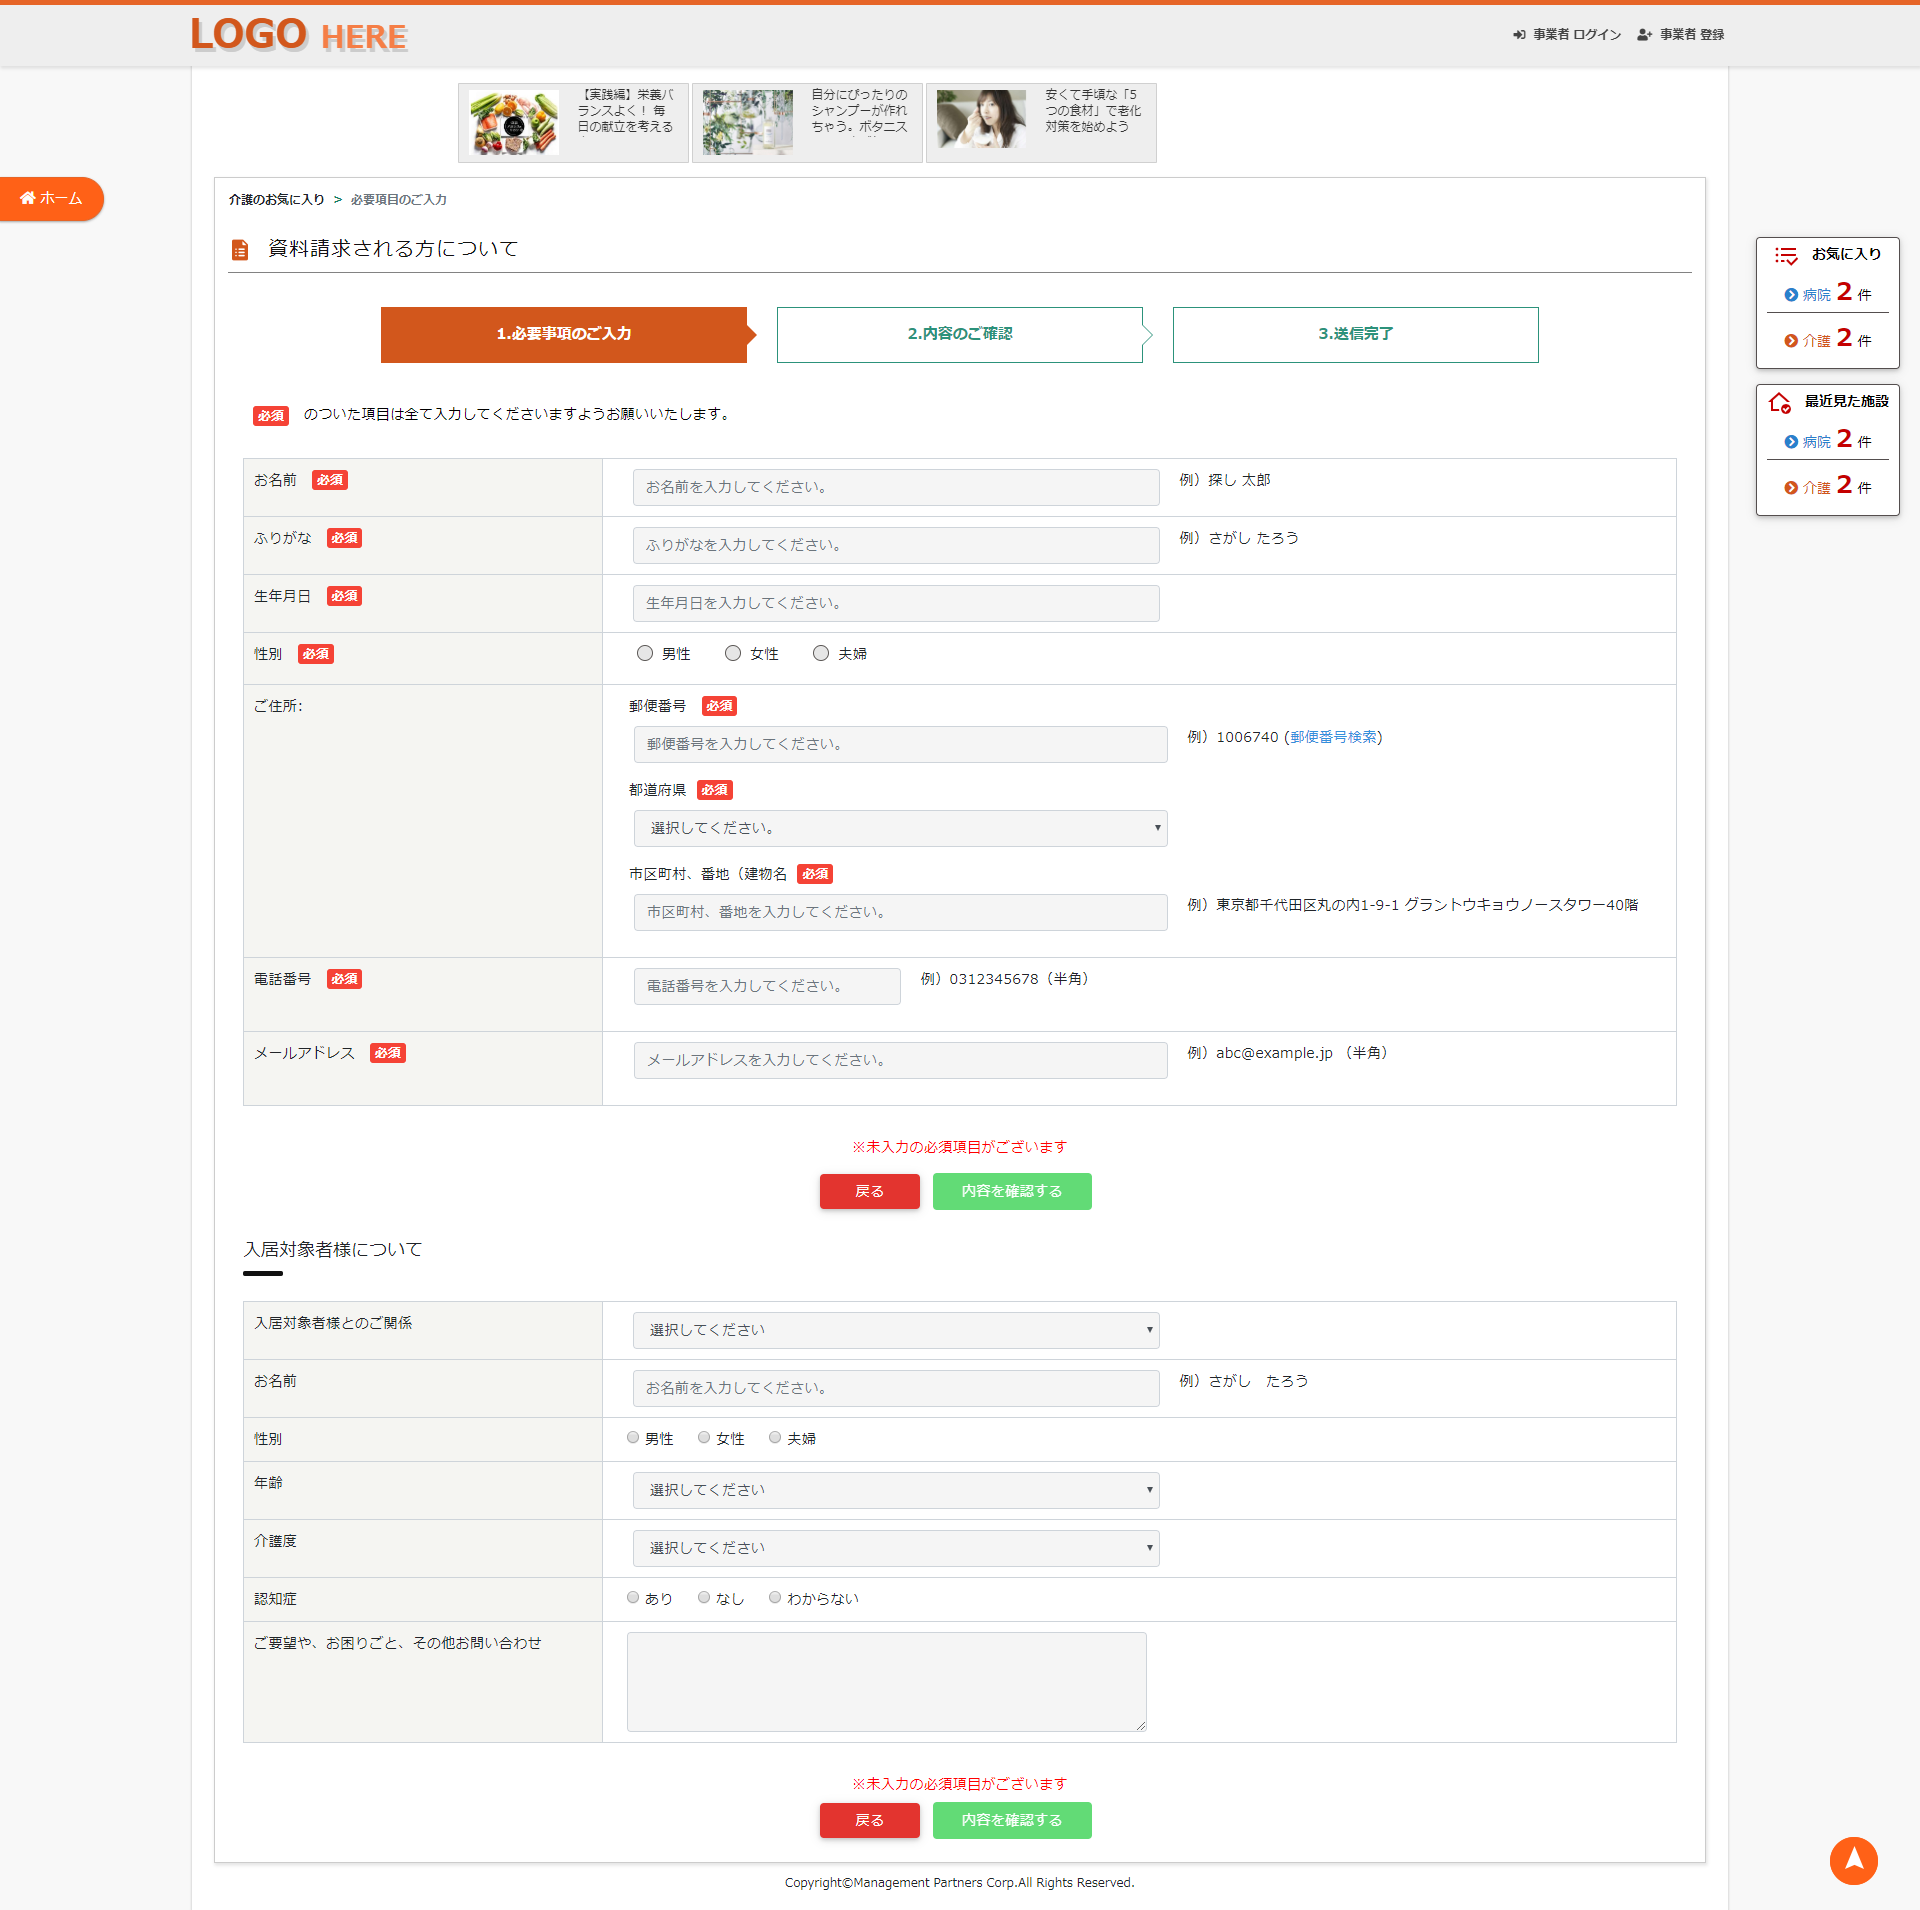 LOGO HERE
事業者 ログイン 事業者 登録
【実践編】栄養バ
ランスよく！ 毎
日の献立を考える
自分にぴったりの
シャンプーが作れ
ちゃう。ボタニス
安くて手頃な「5
つの食材」で老化
対策を始めよう
ホーム
介護のお気に入り > 必要項目のご入力
資料請求される方について
お気に入り
病院 2 件
介護 2 件
最近見た施設
病院 2 件
介護 2 件
1.必要事項のご入力
2.内容のご確認
3.送信完了
必須 のついた項目は全て入力してくださいますようお願いいたします。
お名前 必須 お名前を入力してください。 例）探し 太郎
ふりがな 必須 ふりがなを入力してください。 例）さがし たろう
生年月日 必須 生年月日を入力してください。
性別 必須 男性 女性 夫婦
ご住所: 郵便番号 必須
郵便番号を入力してください。 例）1006740 (郵便番号検索)
都道府県 必須
選択してください。
市区町村、番地（建物名 必須
市区町村、番地を入力してください。 例）東京都千代田区丸の内1-9-1 グラントウキョウノースタワー40階
電話番号 必須 電話番号を入力してください。 例）0312345678（半角）
メールアドレス 必須 メールアドレスを入力してください。 例）abc@example.jp （半角）
※未入力の必須項目がございます
戻る 内容を確認する
入居対象者様について
入居対象者様とのご関係 選択してください
お名前 お名前を入力してください。 例）さがし　たろう
性別 男性 女性 夫婦
年齢 選択してください
介護度 選択してください
認知症 あり なし わからない
ご要望や、お困りごと、その他お問い合わせ
※未入力の必須項目がございます
戻る 内容を確認する
Copyright©Management Partners Corp.All Rights Reserved.